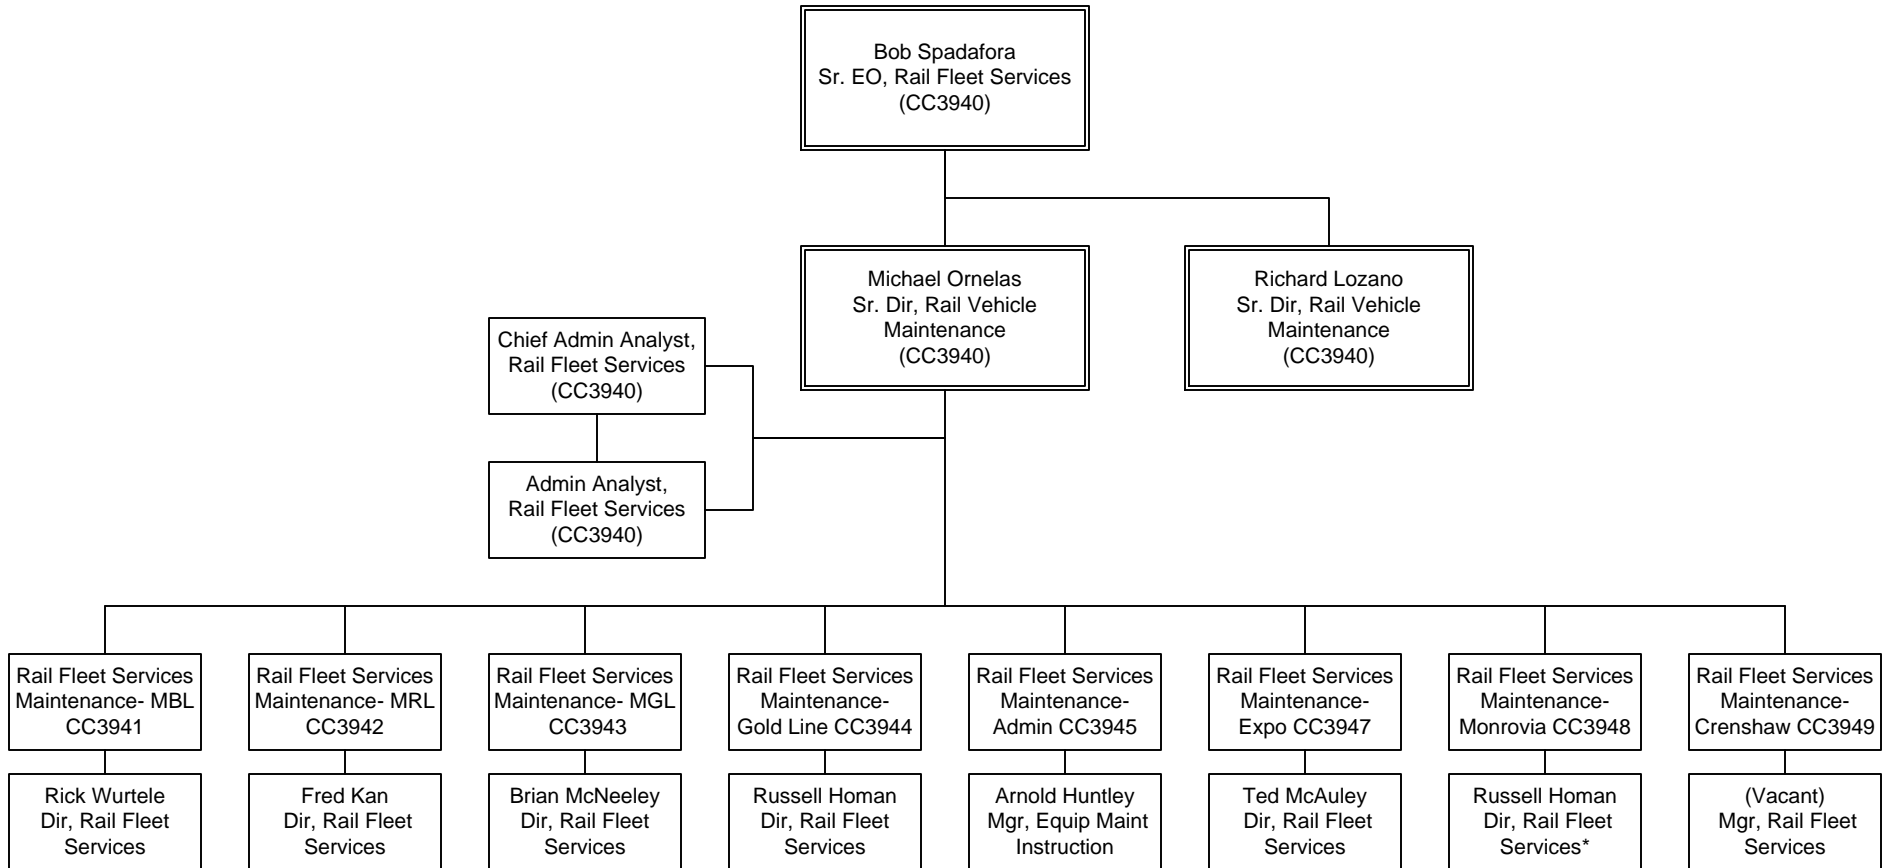 Bob Spadafora
Sr. EO, Rail Fleet Services
(CC3940)
Michael Ornelas
Sr. Dir, Rail Vehicle
Maintenance
(CC3940)
Richard Lozano
Sr. Dir, Rail Vehicle
Maintenance
(CC3940)
Chief Admin Analyst,
Rail Fleet Services
(CC3940)
Admin Analyst,
Rail Fleet Services
(CC3940)
Rail Fleet Services
Maintenance- MBL
CC3941
Rail Fleet Services
Maintenance- MRL
CC3942
Rail Fleet Services
Maintenance- MGL
CC3943
Rail Fleet Services
Maintenance-
Gold Line CC3944
Rail Fleet Services
Maintenance-
Admin CC3945
Rail Fleet Services
Maintenance-
Expo CC3947
Rail Fleet Services
Maintenance-
Monrovia CC3948
Rail Fleet Services
Maintenance-
Crenshaw CC3949
Rick Wurtele
Dir, Rail Fleet
Services
Fred Kan
Dir, Rail Fleet
Services
Brian McNeeley
Dir, Rail Fleet
Services
Russell Homan
Dir, Rail Fleet
Services
Arnold Huntley
Mgr, Equip Maint
Instruction
Ted McAuley
Dir, Rail Fleet
Services
Russell Homan
Dir, Rail Fleet
Services*
(Vacant)
Mgr, Rail Fleet
Services